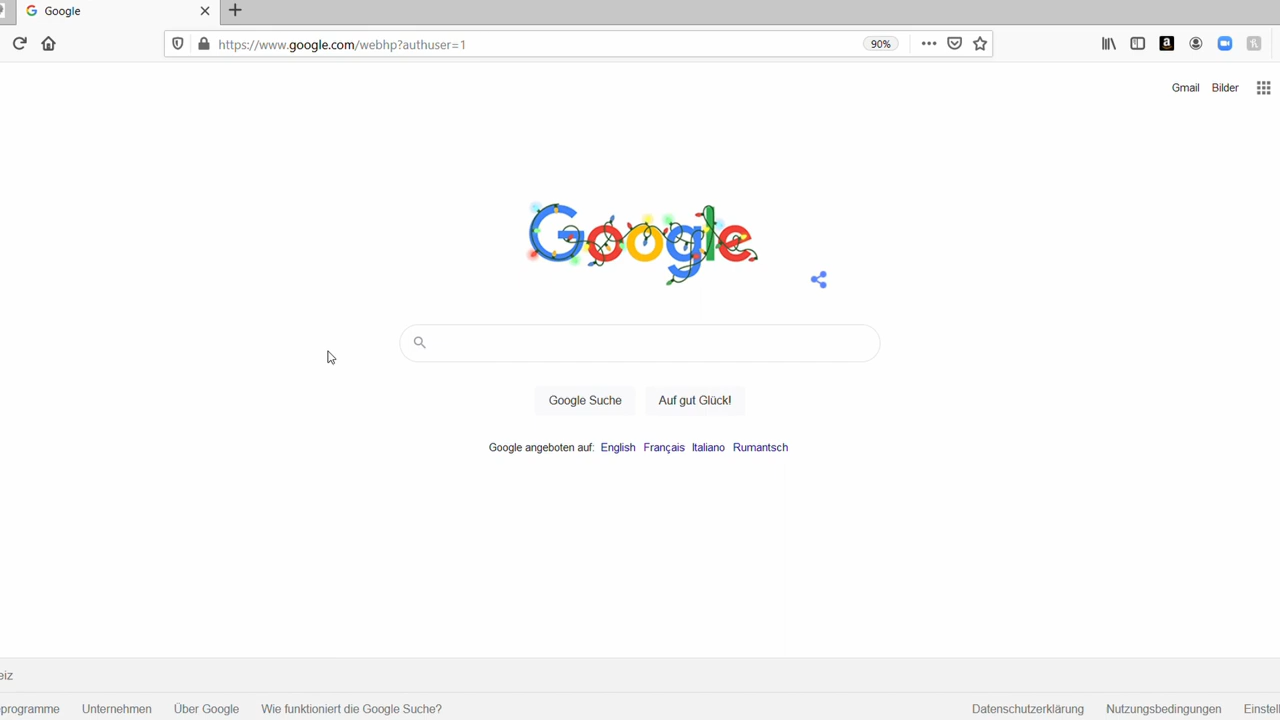 Google
https://www.google.com/webhp?authuser=1
90%
Gmail Bilder
Google
Google Suche Auf gut Glück!
Google angeboten auf: English Français Italiano Rumantsch
eiz
programme Unternehmen Über Google Wie funktioniert die Google Suche? Datenschutzerklärung Nutzungsbedingungen Einstell